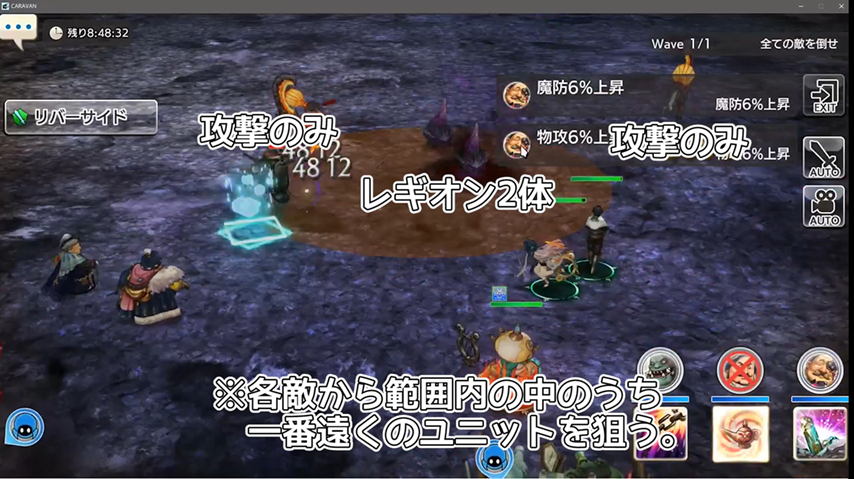 CARAVAN
残り8:48:32
Wave 1/1
全ての敵を倒せ
魔防6%上昇
魔防6%上昇
EXIT
リバーサイド
攻撃のみ
物攻6%上
攻撃のみ
6%上昇
48 12
48 12
AUTO
レギオン2体
AUTO
※各敵から範囲内の中のうち
一番遠くのユニットを狙う。